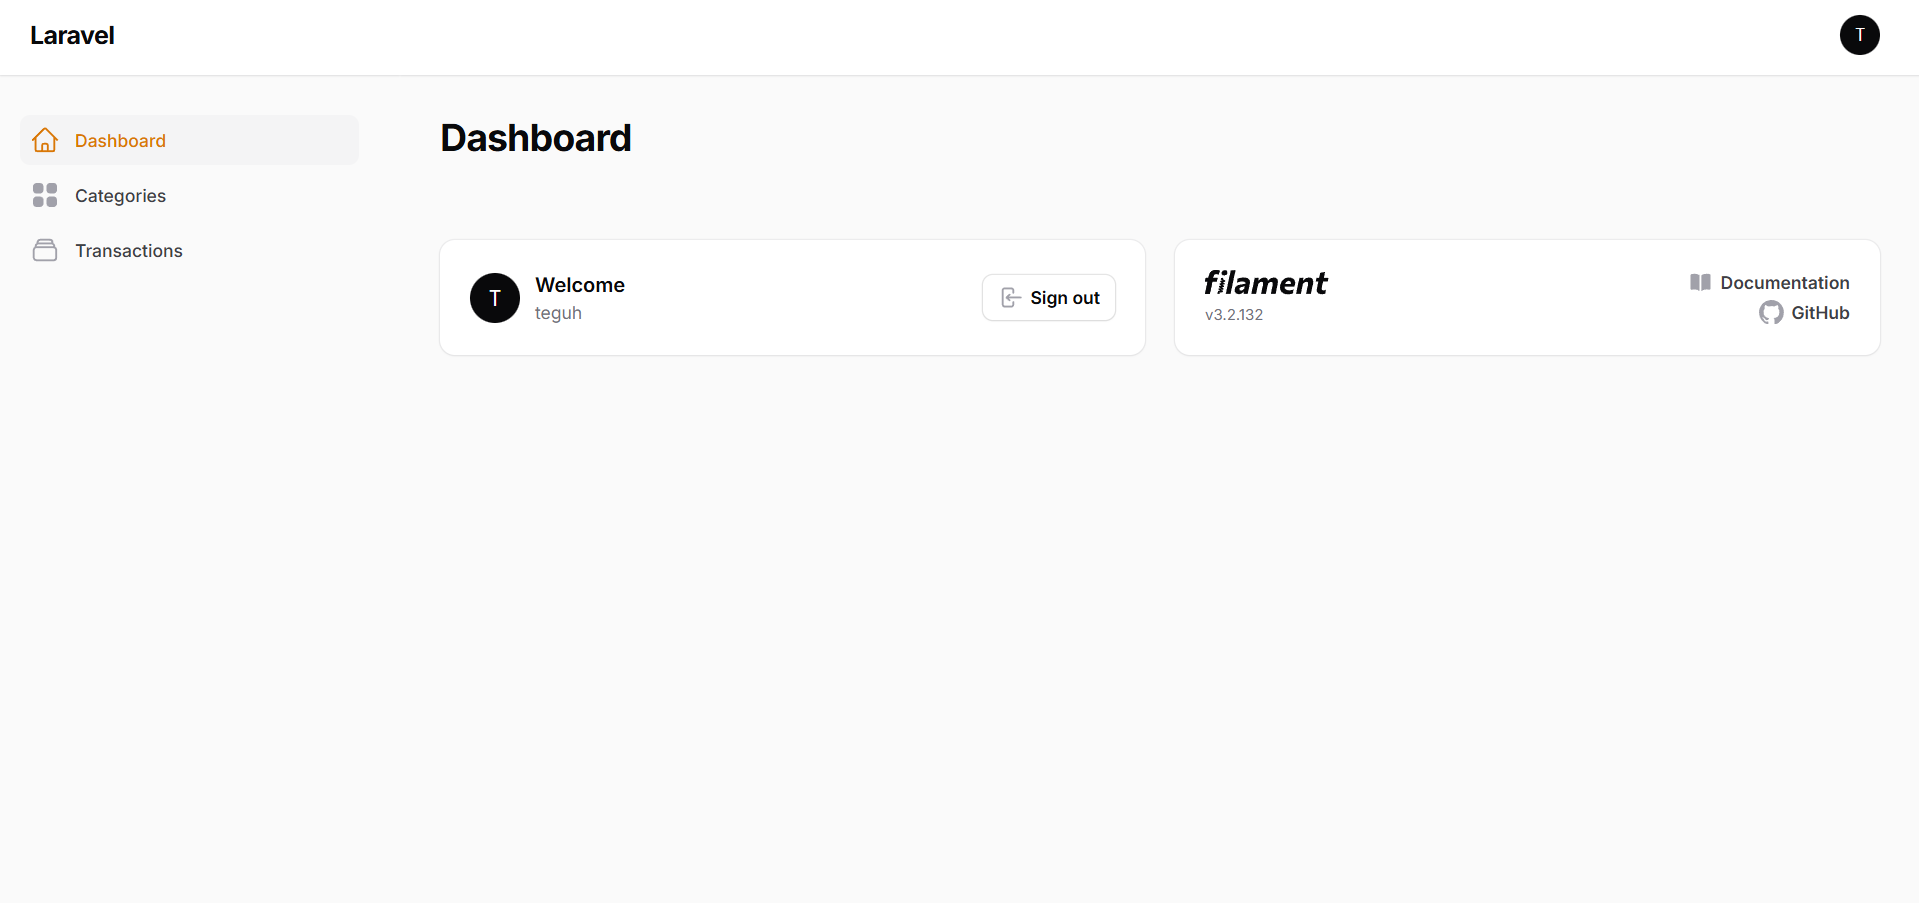 Laravel
T
Dashboard
Categories
Transactions
Dashboard
T
Welcome
teguh
Sign out
filament
v3.2.132
Documentation
GitHub